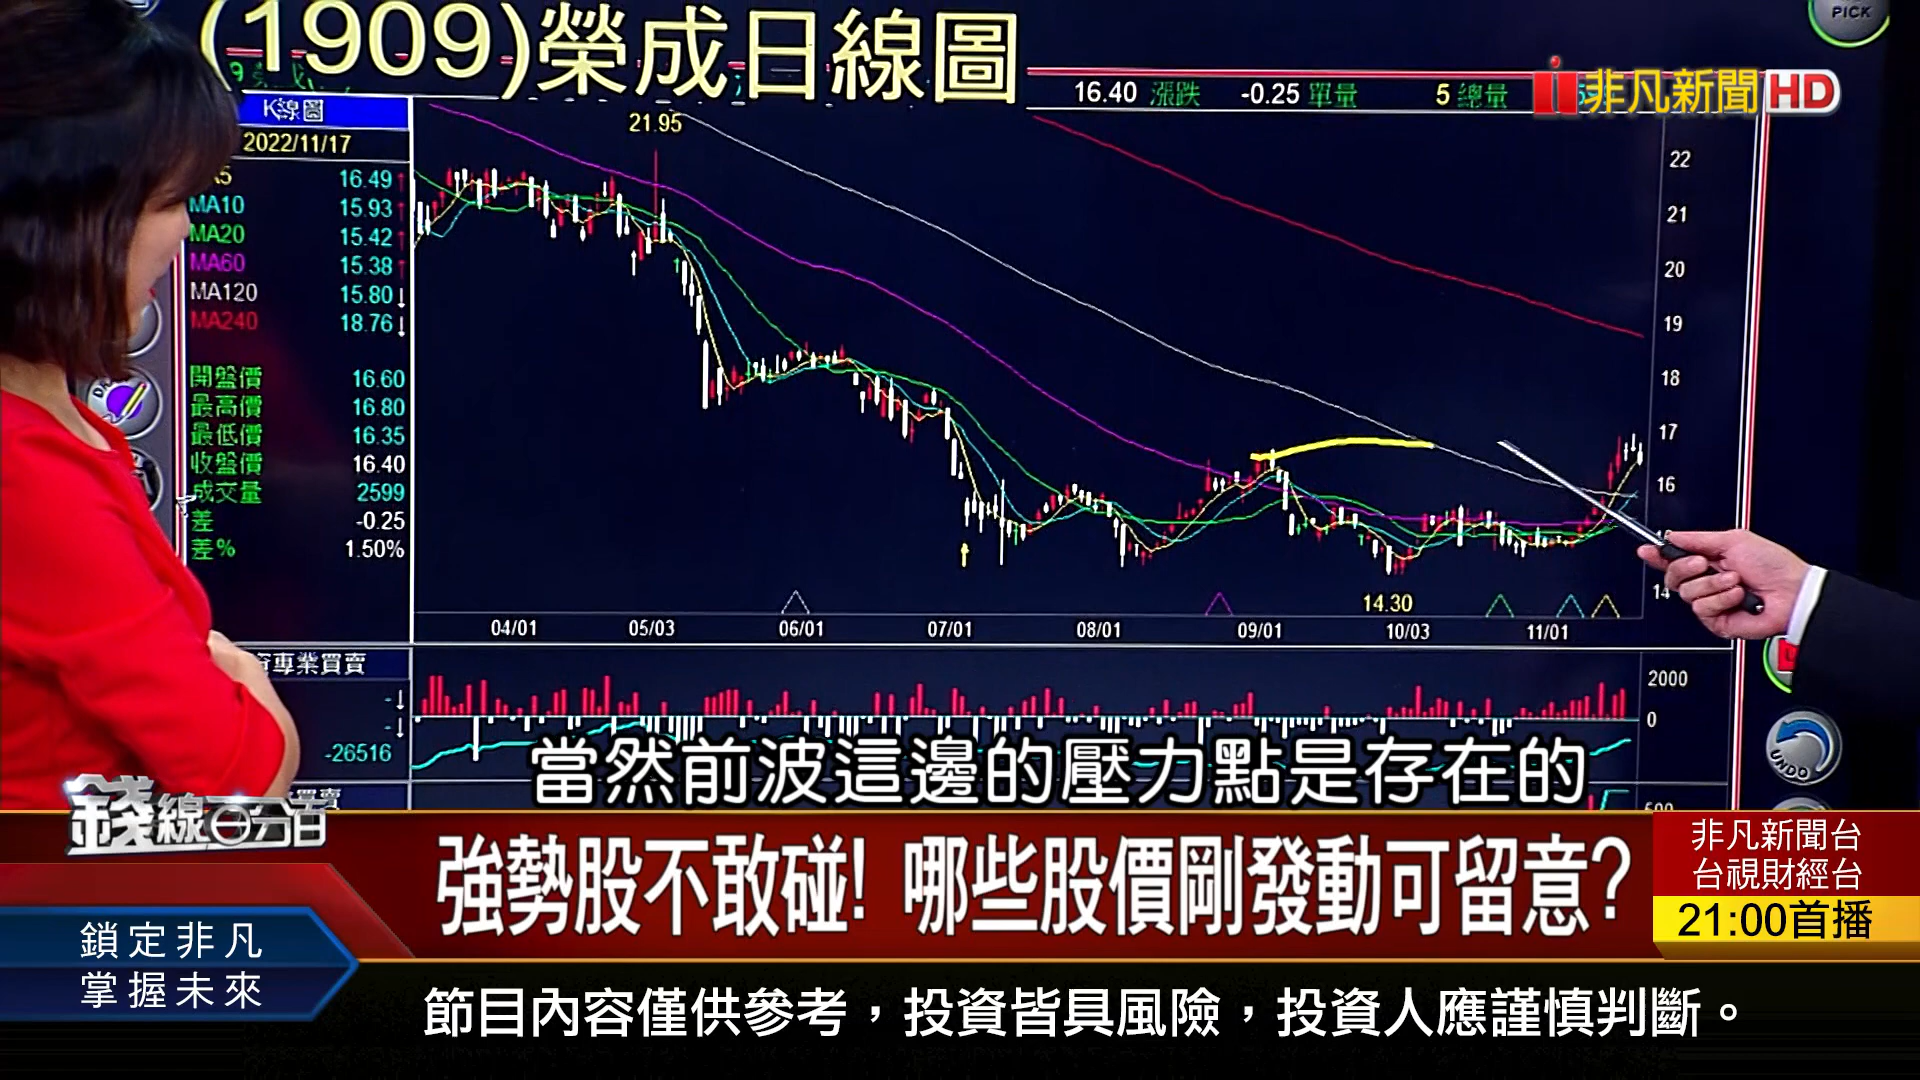 (1909)榮成日線圖
PICK
16.40 漲跌 -0.25 單量 5 總量
非凡新聞 HD
K線圖
2022/11/17
16.49
MA10 15.93
MA20 15.42
MA60 15.38
MA120 15.80
MA240 18.76
開盤價 16.60
最高價 16.80
最低價 16.35
收盤價 16.40
成交量 2599
差 -0.25
差% 1.50%
21.95
14.30
22
21
20
19
18
17
16
14
04/01 05/03 06/01 07/01 08/01 09/01 10/03 11/01
專業買賣
-26516
2000
0
UNDO
當然前波這邊的壓力點是存在的
錢線百分百
強勢股不敢碰! 哪些股價剛發動可留意?
非凡新聞台
台視財經台
21:00首播
鎖定非凡
掌握未來
節目內容僅供參考，投資皆具風險，投資人應謹慎判斷。